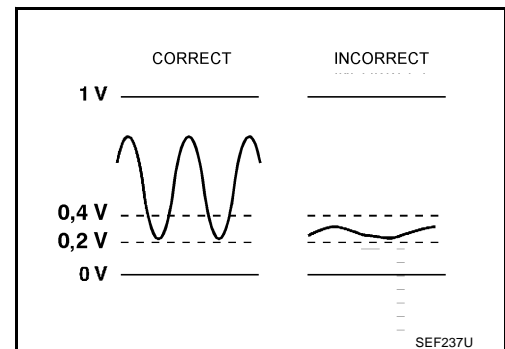 CORRECT INCORRECT
1 V
0,4 V
0,2 V
0 V
SEF237U